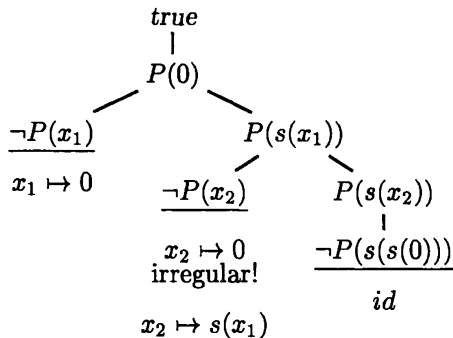 true
P(0)
¬P(x₁) P(s(x₁))
x₁ ↦ 0
¬P(x₂) P(s(x₂))
x₂ ↦ 0 ¬P(s(s(0)))
irregular!
id
x₂ ↦ s(x₁)